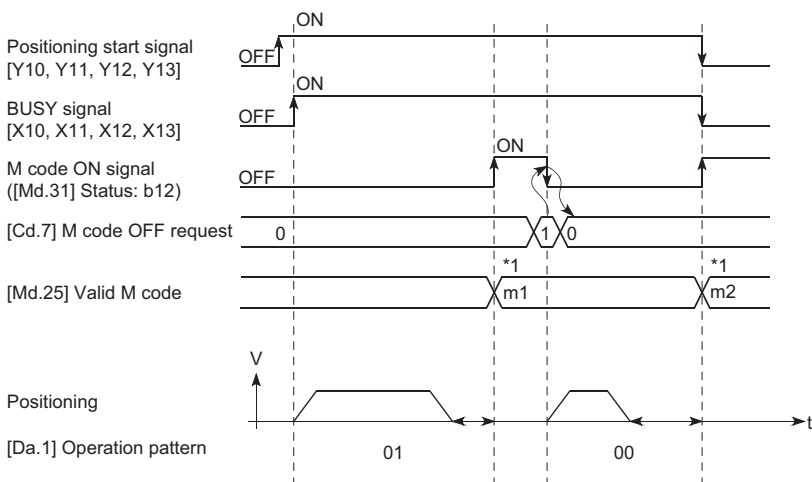 ON
Positioning start signal
[Y10, Y11, Y12, Y13]
OFF
ON
BUSY signal
[X10, X11, X12, X13]
OFF
ON
M code ON signal
([Md.31] Status: b12)
OFF
[Cd.7] M code OFF request 0 1 0
*1 *1
[Md.25] Valid M code m1 m2
V
Positioning
t
[Da.1] Operation pattern 01 00